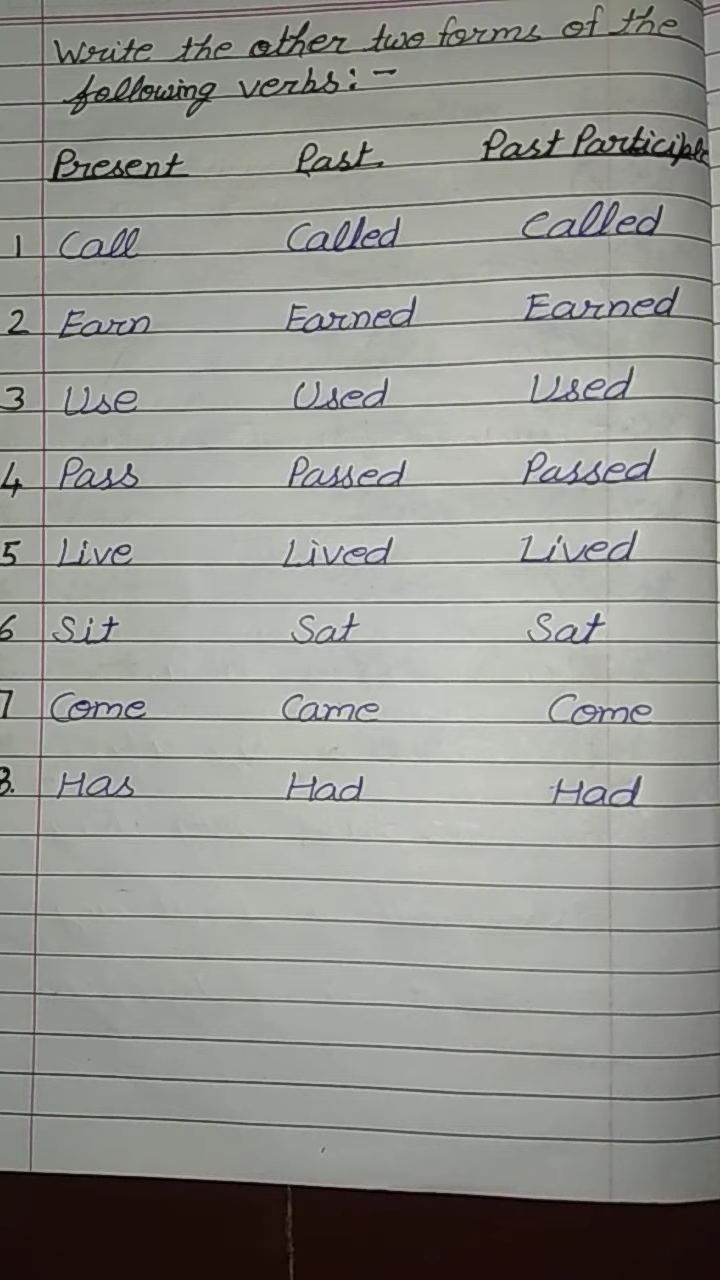 Write the other two forms of the
following verbs:-
Present Past Past Participle
1 Call Called Called
2 Earn Earned Earned
3 Use Used Used
4 Pass Passed Passed
5 Live Lived Lived
6 Sit Sat Sat
7 Come Came Come
8. Has Had Had